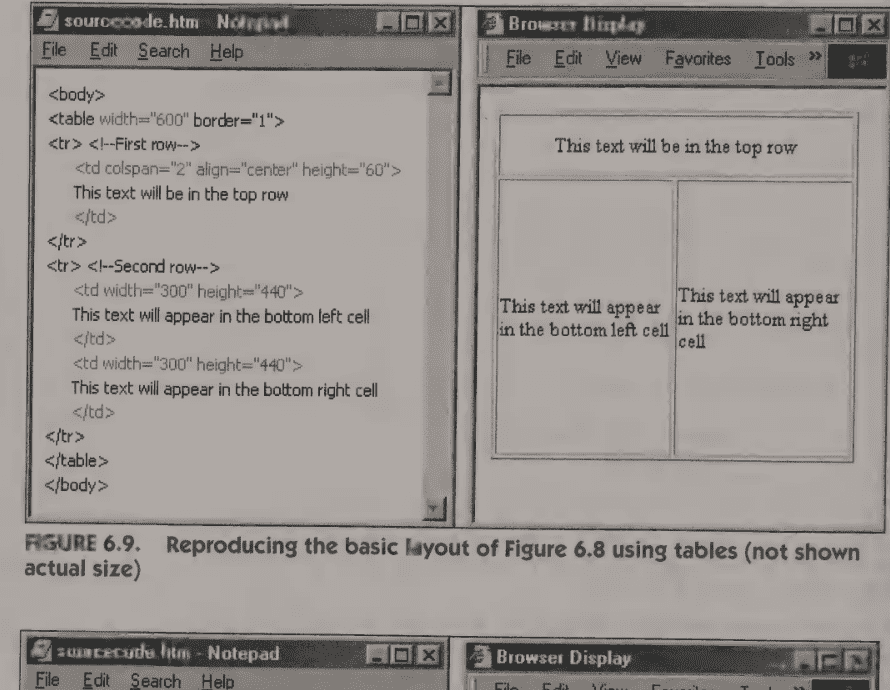 sourcecode.htm Notepad
File Edit Search Help
<body>
<table width="600" border="1">
<tr> <!--First row-->
<td colspan="2" align="center" height="60">
This text will be in the top row
</td>
</tr>
<tr> <!--Second row-->
<td width="300" height="440">
This text will appear in the bottom left cell
</td>
<td width="300" height="440">
This text will appear in the bottom right cell
</td>
</tr>
</table>
</body>
Browser Display
File Edit View Favorites Tools »
This text will be in the top row
This text will appear
in the bottom left cell
This text will appear
in the bottom right
cell
FIGURE 6.9. Reproducing the basic layout of Figure 6.8 using tables (not shown
actual size)
sourcecode.htm - Notepad
File Edit Search Help
Browser Display
File Edit View Favorites Tools »